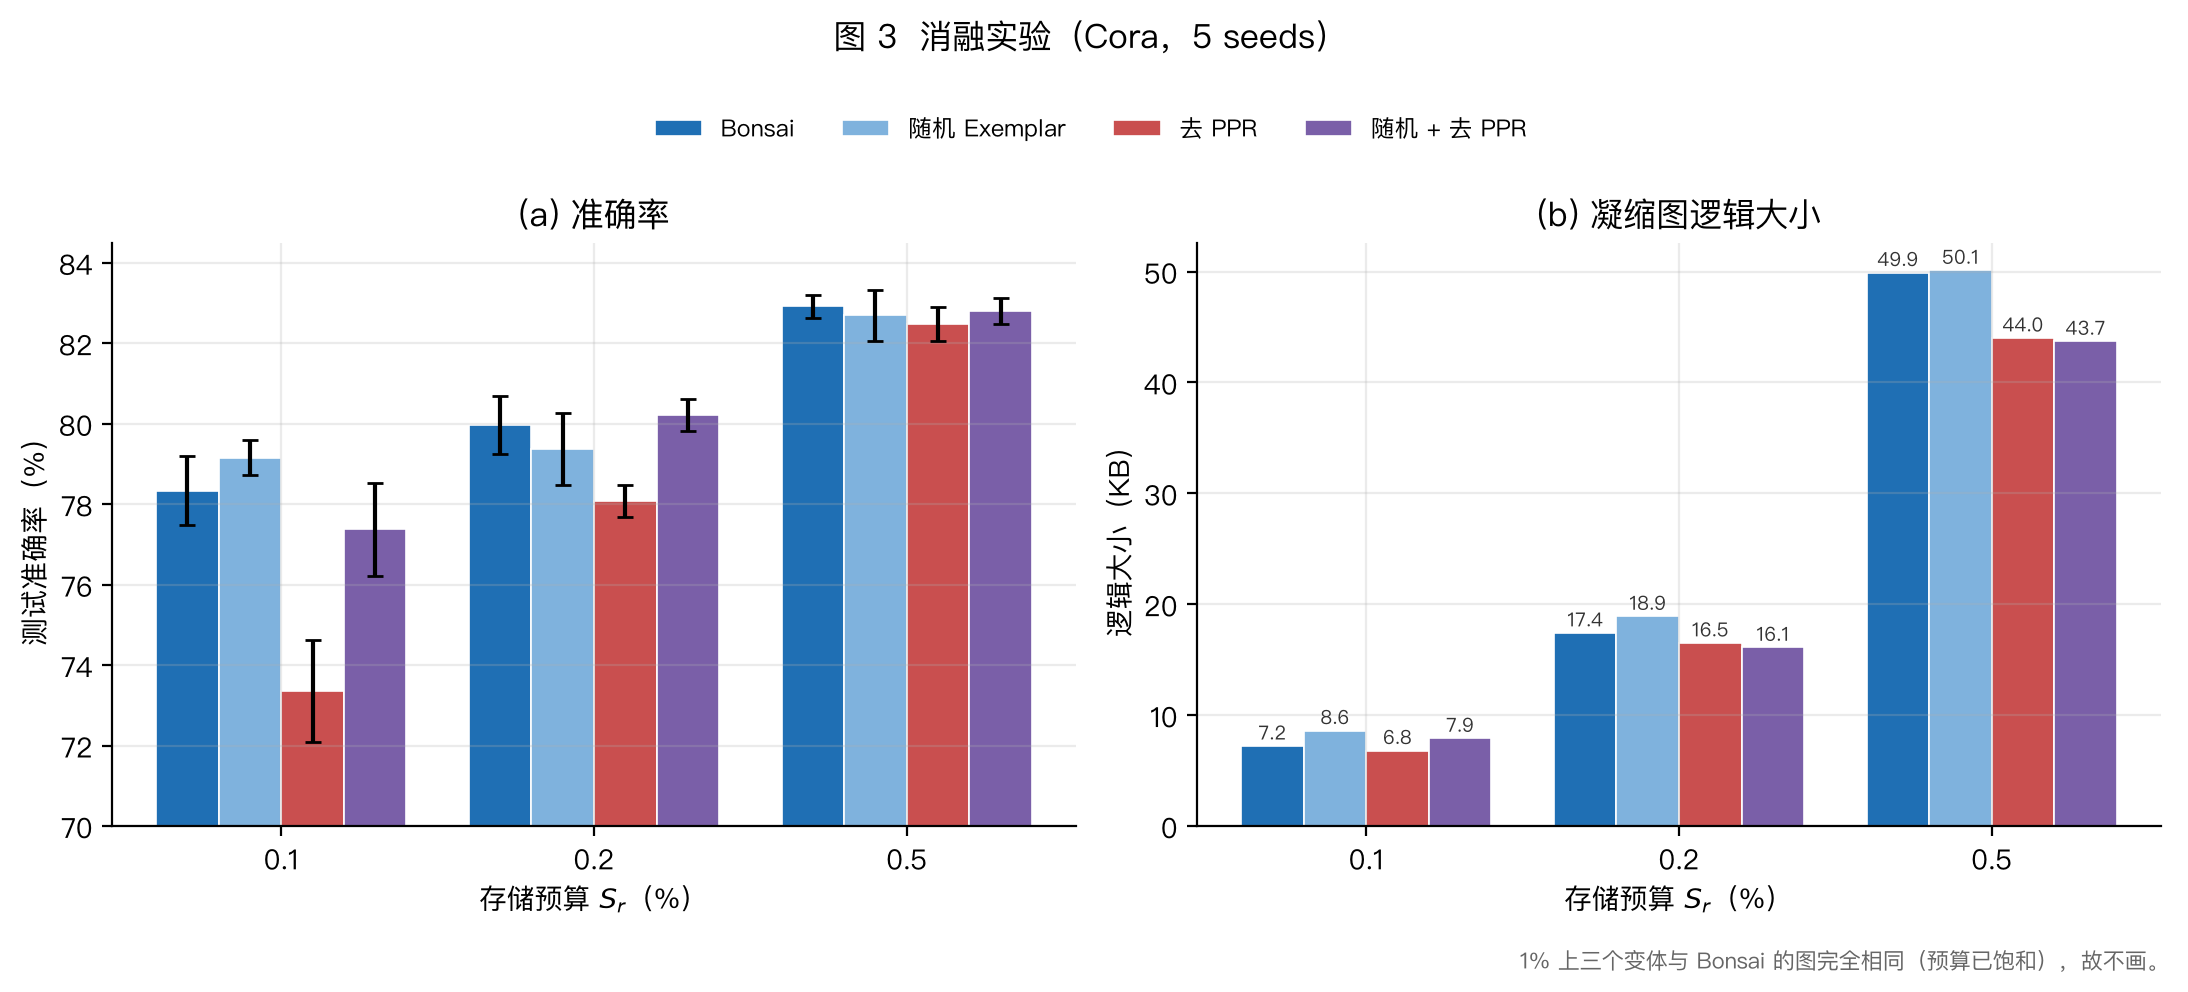 图 3 消融实验（Cora，5 seeds）
Bonsai 随机 Exemplar 去 PPR 随机 + 去 PPR
(a) 准确率
测试准确率（%）
84
82
80
78
76
74
72
70
0.1 0.2 0.5
存储预算 Sr（%）
(b) 凝缩图逻辑大小
逻辑大小（KB）
50
40
30
20
10
0
7.2 8.6 6.8 7.9
17.4 18.9 16.5 16.1
49.9 50.1 44.0 43.7
0.1 0.2 0.5
存储预算 Sr（%）
1% 上三个变体与 Bonsai 的图完全相同（预算已饱和），故不画。